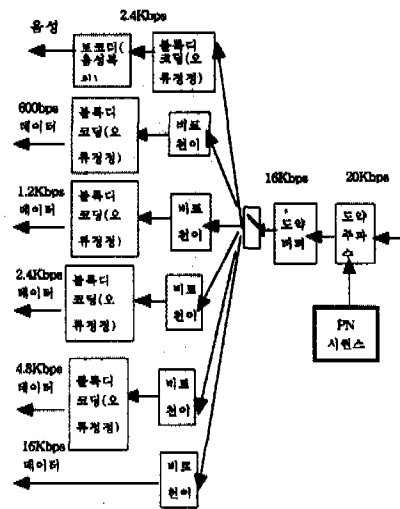 2.4Kbps
음성
보코더(
음성복
원)
블록디
코딩(오
류정정)
600bps
데이터
블록디
코딩(오
류정정)
비트
천이
1.2Kbps
데이터
블록디
코딩(오
류정정)
비트
천이
16Kbps
20Kbps
도약
버퍼
도약
주파
수
PN
시퀀스
2.4Kbps
데이터
블록디
코딩(오
류정정)
비트
천이
4.8Kbps
데이터
블록디
코딩(오
류정정)
비트
천이
16Kbps
데이터
비트
천이